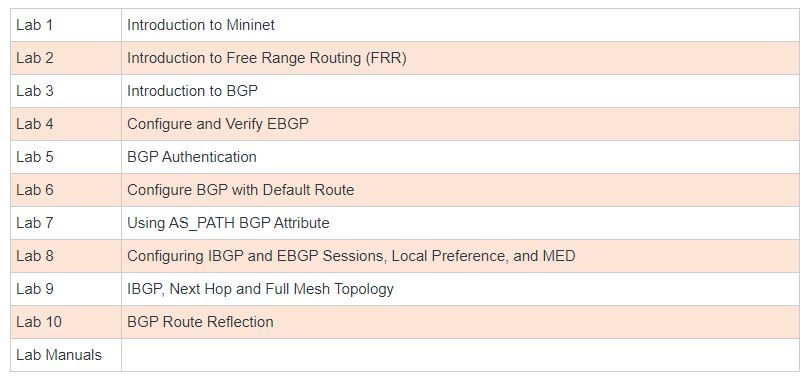 Lab 1 Introduction to Mininet
Lab 2 Introduction to Free Range Routing (FRR)
Lab 3 Introduction to BGP
Lab 4 Configure and Verify EBGP
Lab 5 BGP Authentication
Lab 6 Configure BGP with Default Route
Lab 7 Using AS_PATH BGP Attribute
Lab 8 Configuring IBGP and EBGP Sessions, Local Preference, and MED
Lab 9 IBGP, Next Hop and Full Mesh Topology
Lab 10 BGP Route Reflection
Lab Manuals